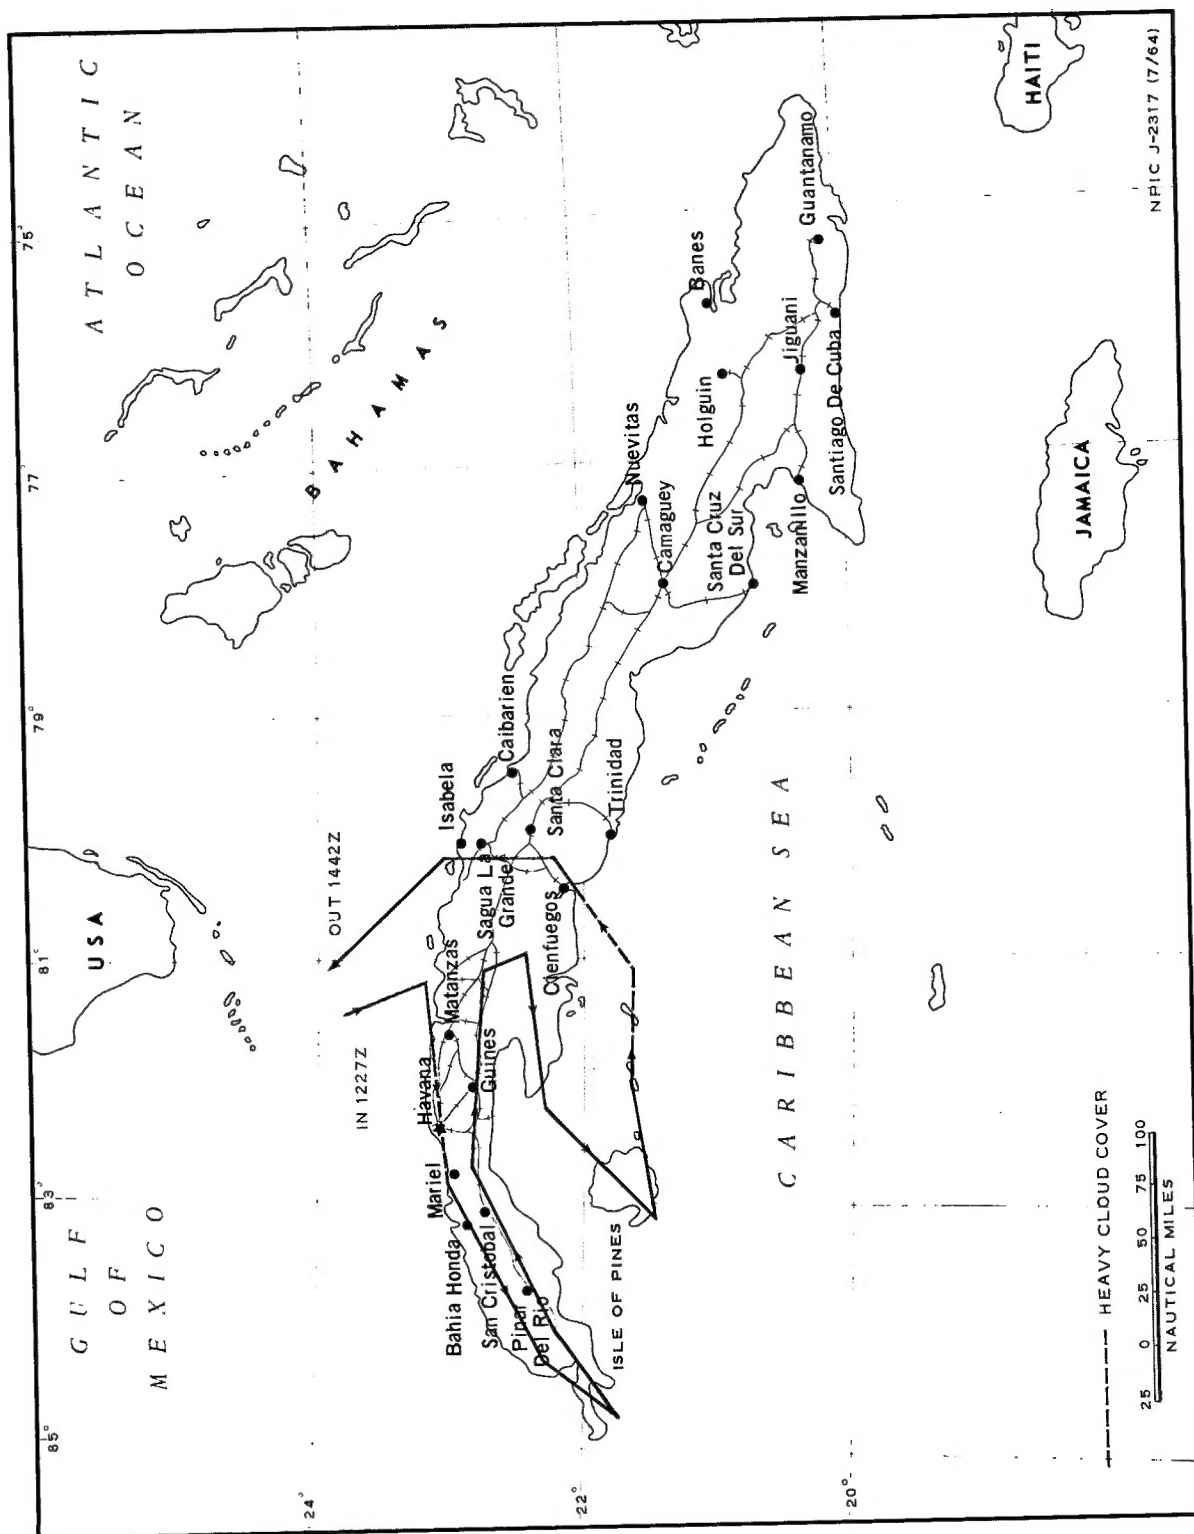 ATLANTIC
OCEAN
GULF
OF
MEXICO
USA
BAHAMAS
CARIBBEAN SEA
JAMAICA
HAITI
85°
83°
81°
79°
77°
75°
24°
22°
20°
IN 1227Z
OUT 1442Z
Havana
Mariel
Bahia Honda
San Cristobal
Pinar
Del Rio
Matanzas
Guines
Isabela
Sagua La
Grande
Caibarien
Santa Clara
Cienfuegos
Trinidad
Nuevitas
Camaguey
Santa Cruz
Del Sur
Holguin
Banes
Jiguani
Manzanillo
Santiago De Cuba
Guantanamo
ISLE OF PINES
HEAVY CLOUD COVER
25 0 25 50 75 100
NAUTICAL MILES
NPIC J-2317 (7/64)